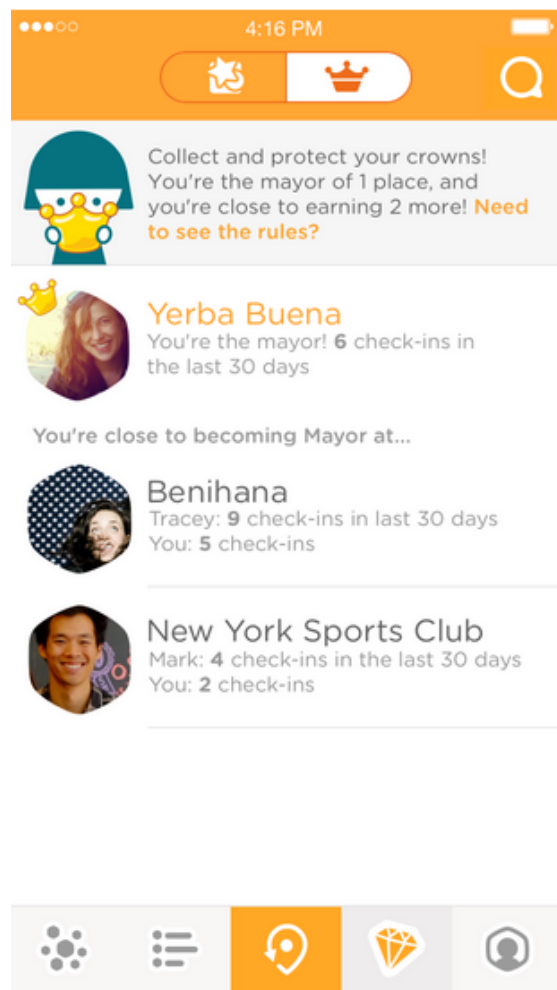 4:16 PM
Collect and protect your crowns!
You're the mayor of 1 place, and
you're close to earning 2 more! Need
to see the rules?
Yerba Buena
You're the mayor! 6 check-ins in
the last 30 days
You're close to becoming Mayor at...
Benihana
Tracey: 9 check-ins in last 30 days
You: 5 check-ins
New York Sports Club
Mark: 4 check-ins in the last 30 days
You: 2 check-ins